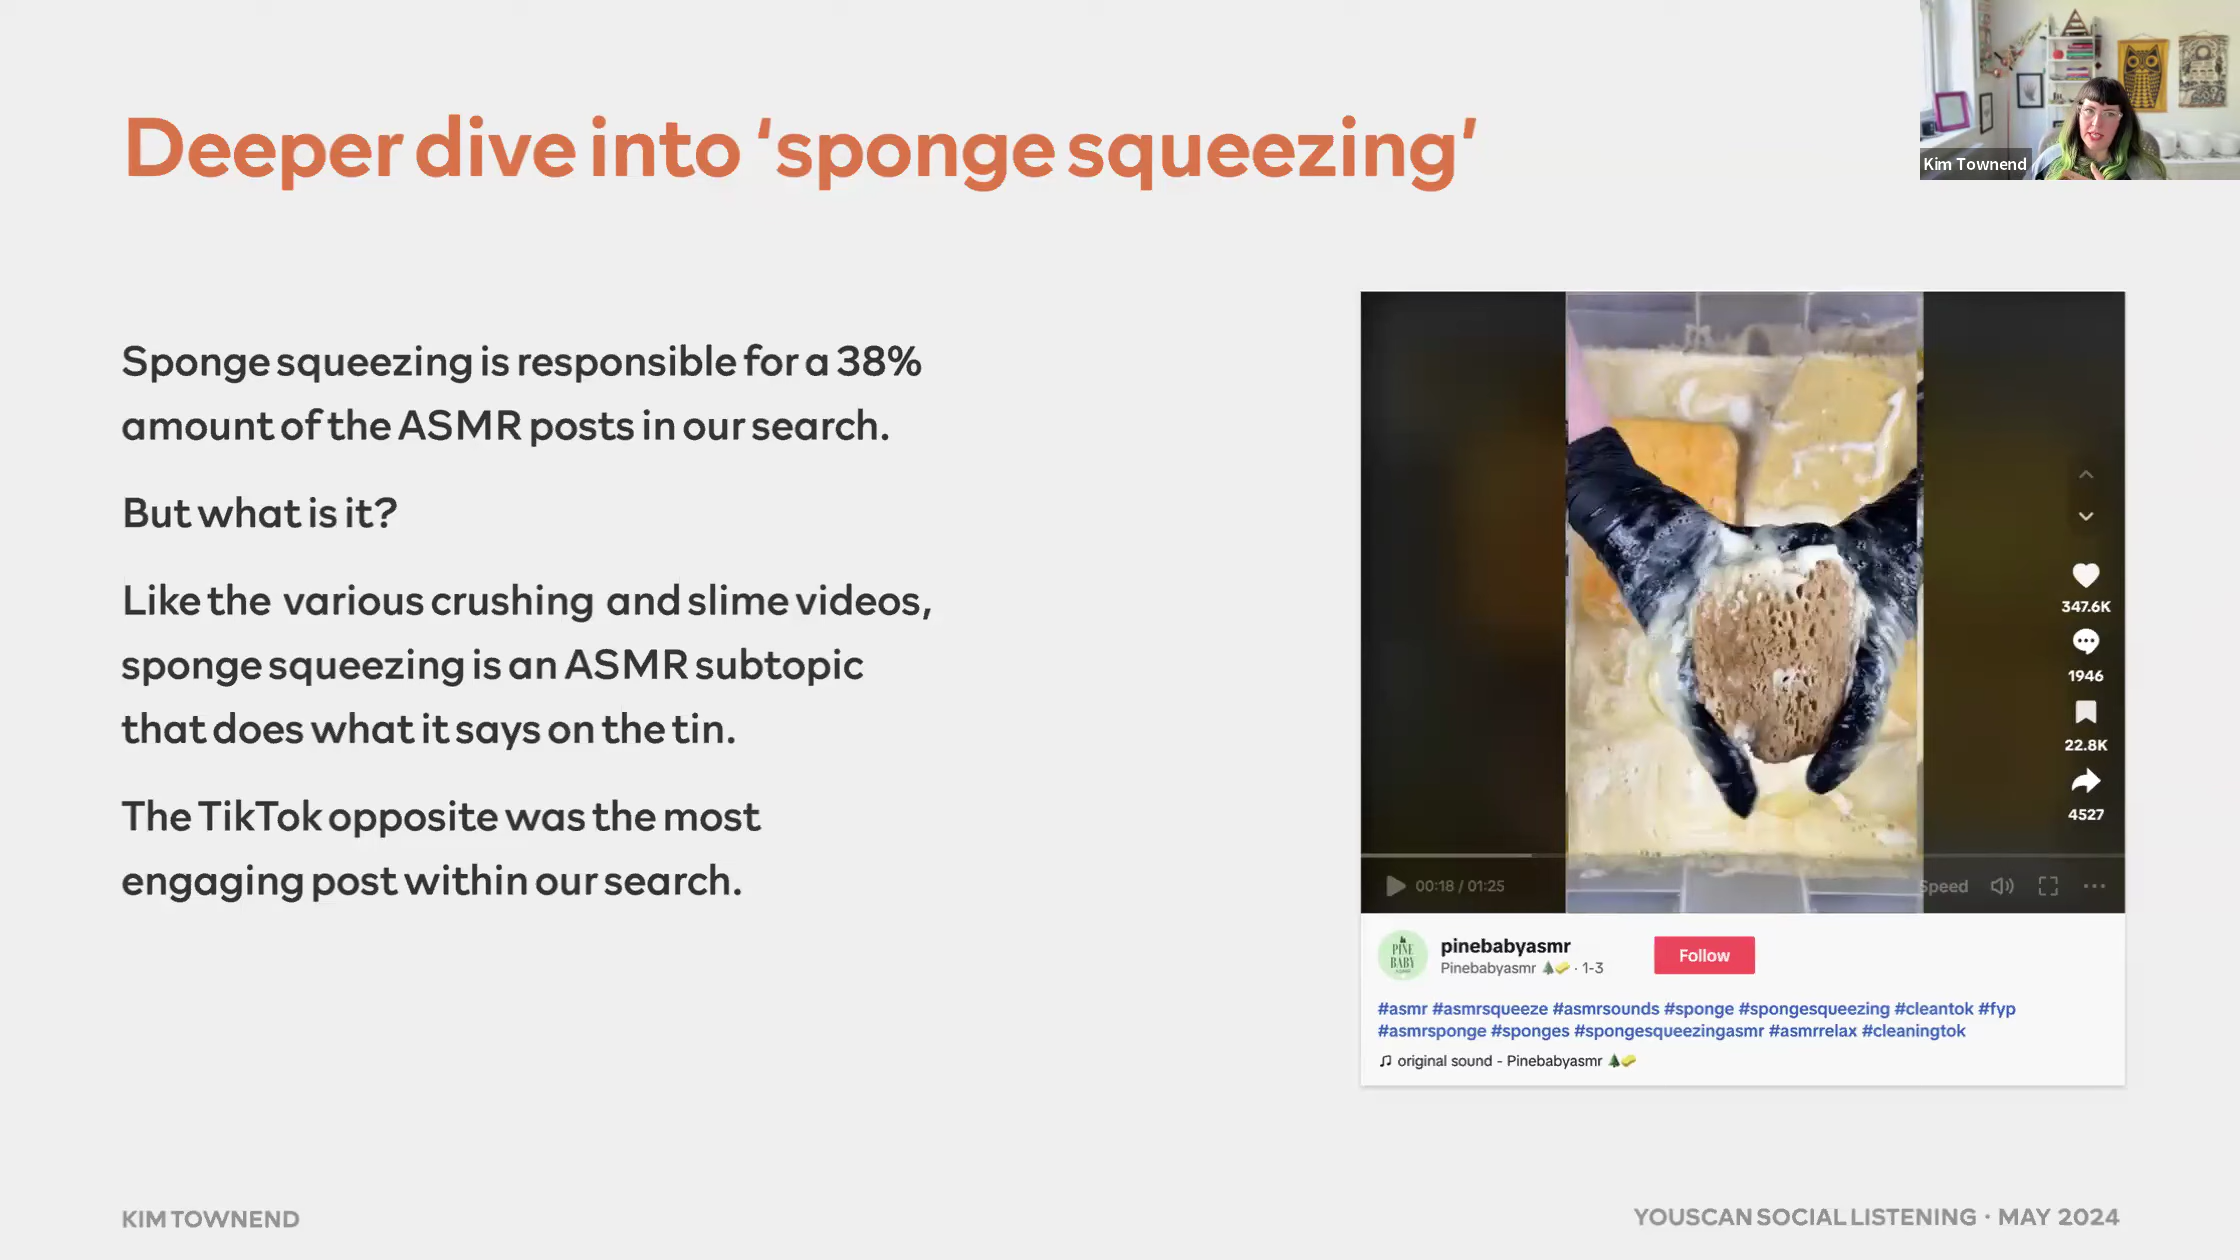 Deeper dive into ‘sponge squeezing’
Kim Townend
Sponge squeezing is responsible for a 38%
amount of the ASMR posts in our search.
But what is it?
Like the various crushing and slime videos,
sponge squeezing is an ASMR subtopic
that does what it says on the tin.
The TikTok opposite was the most
engaging post within our search.
347.6K
1946
22.8K
4527
00:18 / 01:25
Speed
PINE
BABY
pinebabyasmr
Pinebabyasmr 🌲🧽 · 1-3
Follow
#asmr #asmrsqueeze #asmrsounds #sponge #spongesqueezing #cleantok #fyp
#asmrsponge #sponges #spongesqueezingasmr #asmrrelax #cleaningtok
♫ original sound - Pinebabyasmr 🌲🧽
KIM TOWNEND
YOUSCAN SOCIAL LISTENING · MAY 2024